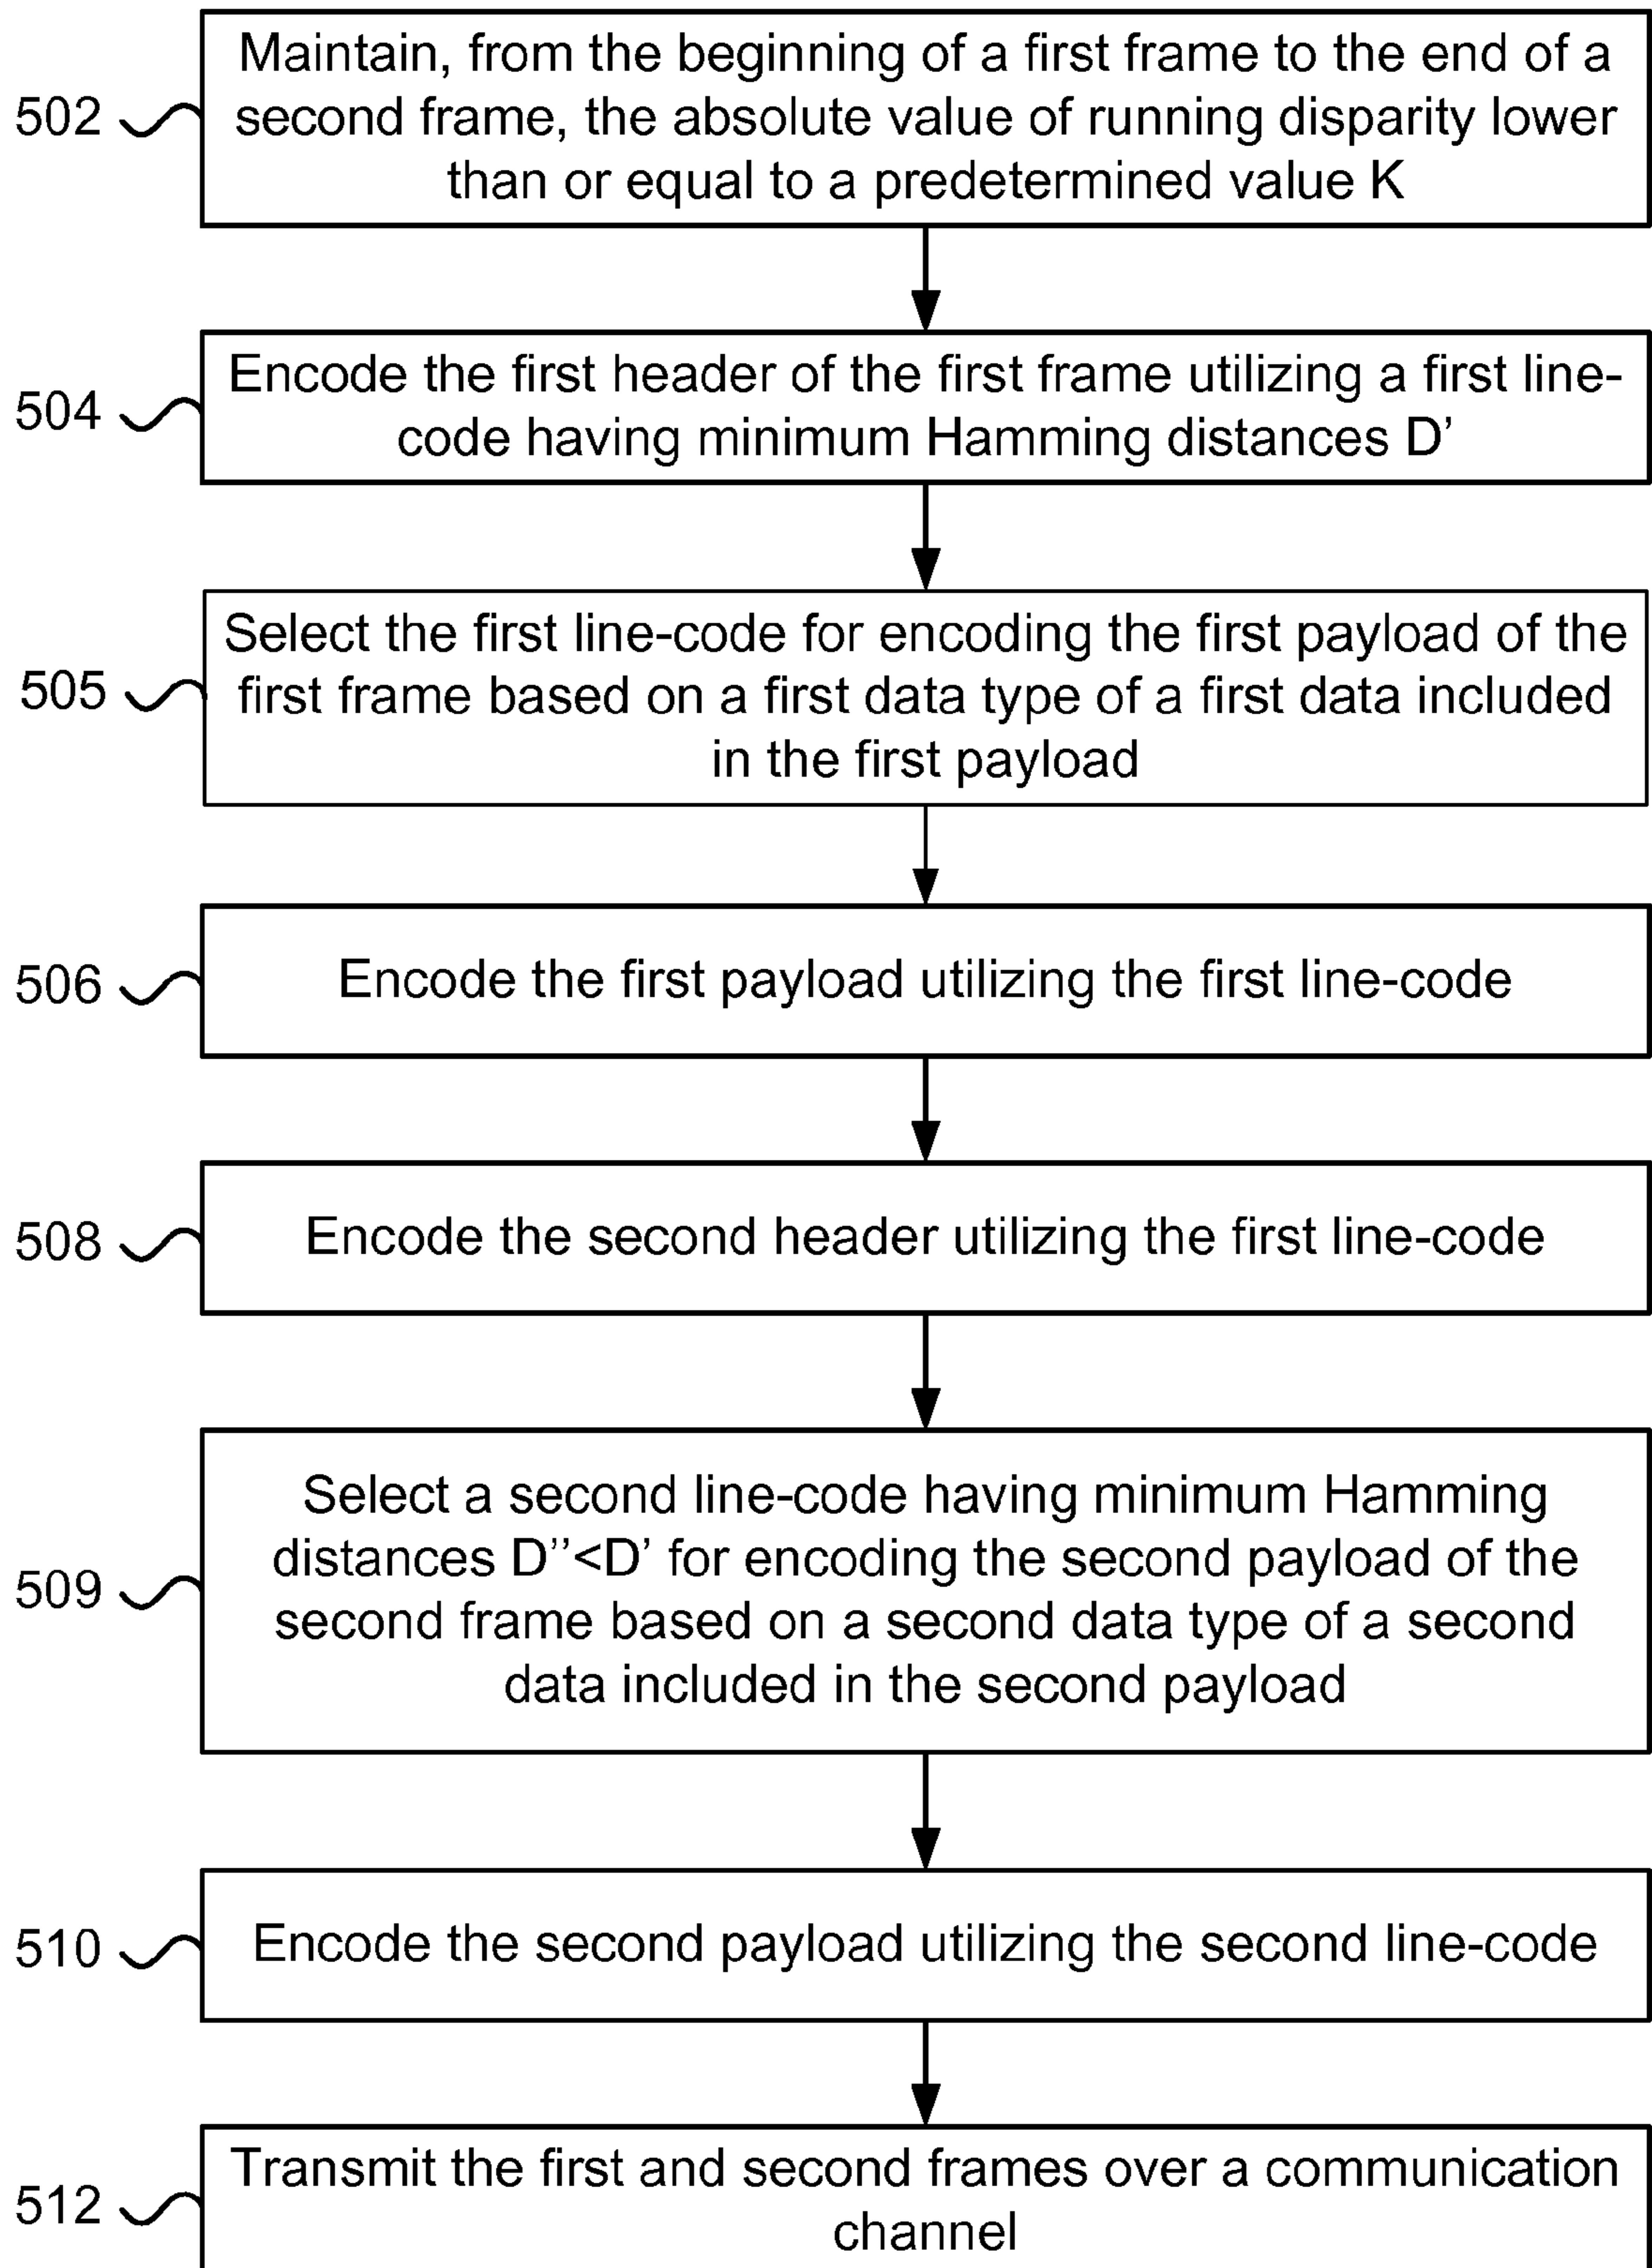 Maintain, from the beginning of a first frame to the end of a
502
second frame, the absolute value of running disparity lower
than or equal to a predetermined value K
Encode the first header of the first frame utilizing a first line-
504
code having minimum Hamming distances D’
Select the first line-code for encoding the first payload of the
505
first frame based on a first data type of a first data included
in the first payload
506
Encode the first payload utilizing the first line-code
508
Encode the second header utilizing the first line-code
Select a second line-code having minimum Hamming
distances D’’<D’ for encoding the second payload of the
509
second frame based on a second data type of a second
data included in the second payload
510
Encode the second payload utilizing the second line-code
Transmit the first and second frames over a communication
512
channel